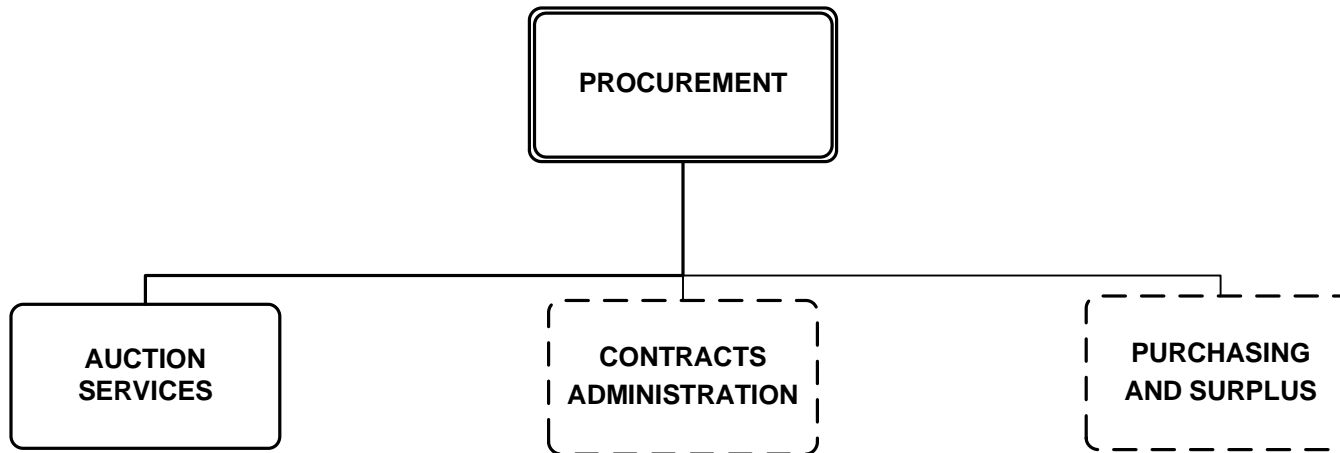 PROCUREMENT
AUCTION
SERVICES
CONTRACTS
ADMINISTRATION
PURCHASING
AND SURPLUS